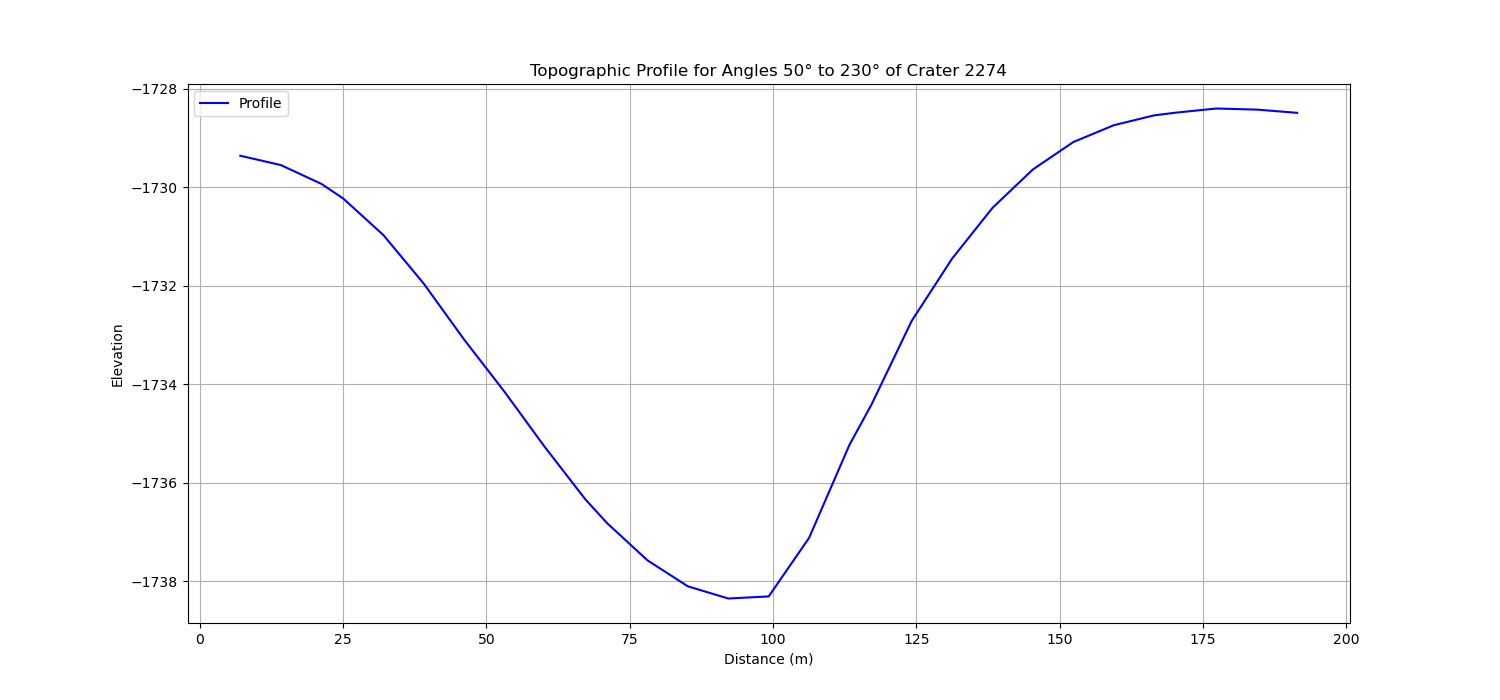 Topographic Profile for Angles 50° to 230° of Crater 2274
Profile
−1728
−1730
−1732
−1734
−1736
−1738
Elevation
0 25 50 75 100 125 150 175 200
Distance (m)